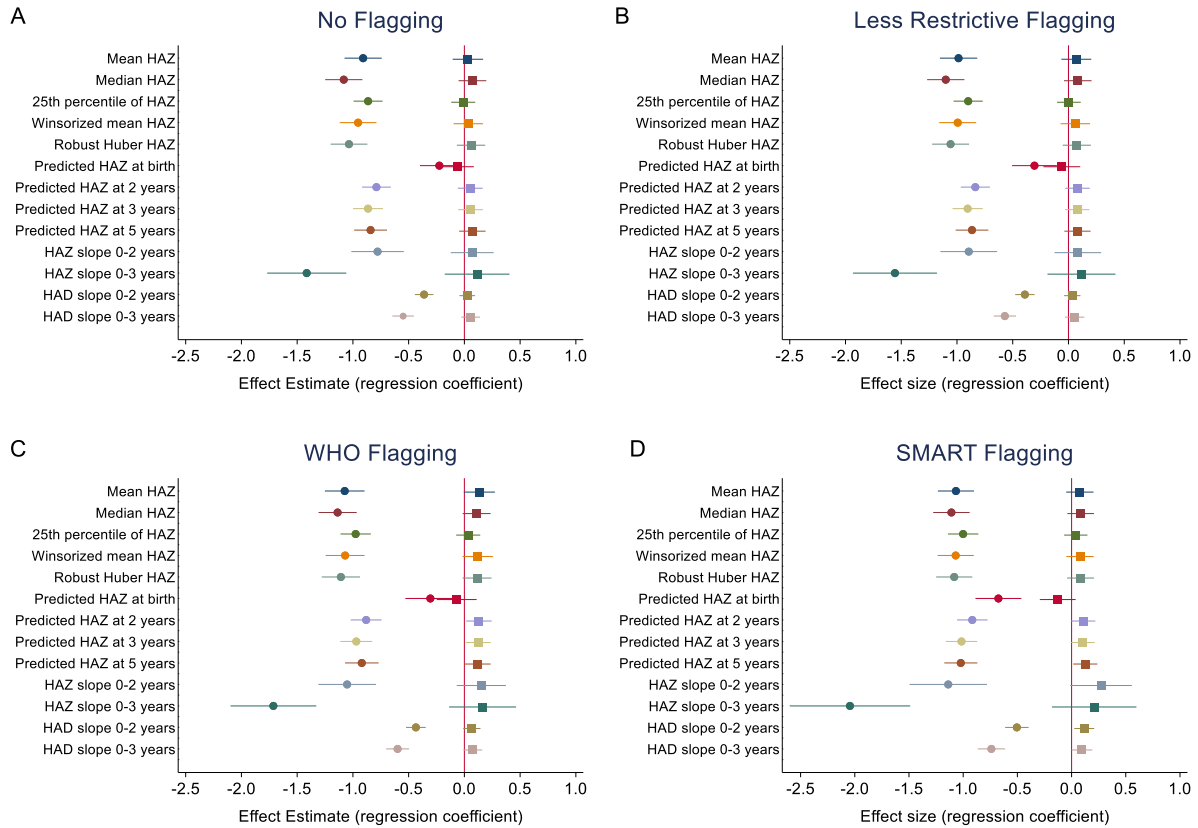 A
No Flagging
Mean HAZ
Median HAZ
25th percentile of HAZ
Winsorized mean HAZ
Robust Huber HAZ
Predicted HAZ at birth
Predicted HAZ at 2 years
Predicted HAZ at 3 years
Predicted HAZ at 5 years
HAZ slope 0-2 years
HAZ slope 0-3 years
HAD slope 0-2 years
HAD slope 0-3 years
-2.5 -2.0 -1.5 -1.0 -0.5 0.0 0.5 1.0
Effect Estimate (regression coefficient)
B
Less Restrictive Flagging
Mean HAZ
Median HAZ
25th percentile of HAZ
Winsorized mean HAZ
Robust Huber HAZ
Predicted HAZ at birth
Predicted HAZ at 2 years
Predicted HAZ at 3 years
Predicted HAZ at 5 years
HAZ slope 0-2 years
HAZ slope 0-3 years
HAD slope 0-2 years
HAD slope 0-3 years
-2.5 -2.0 -1.5 -1.0 -0.5 0.0 0.5 1.0
Effect size (regression coefficient)
C
WHO Flagging
Mean HAZ
Median HAZ
25th percentile of HAZ
Winsorized mean HAZ
Robust Huber HAZ
Predicted HAZ at birth
Predicted HAZ at 2 years
Predicted HAZ at 3 years
Predicted HAZ at 5 years
HAZ slope 0-2 years
HAZ slope 0-3 years
HAD slope 0-2 years
HAD slope 0-3 years
-2.5 -2.0 -1.5 -1.0 -0.5 0.0 0.5 1.0
Effect Estimate (regression coefficient)
D
SMART Flagging
Mean HAZ
Median HAZ
25th percentile of HAZ
Winsorized mean HAZ
Robust Huber HAZ
Predicted HAZ at birth
Predicted HAZ at 2 years
Predicted HAZ at 3 years
Predicted HAZ at 5 years
HAZ slope 0-2 years
HAZ slope 0-3 years
HAD slope 0-2 years
HAD slope 0-3 years
-2.5 -2.0 -1.5 -1.0 -0.5 0.0 0.5 1.0
Effect size (regression coefficient)